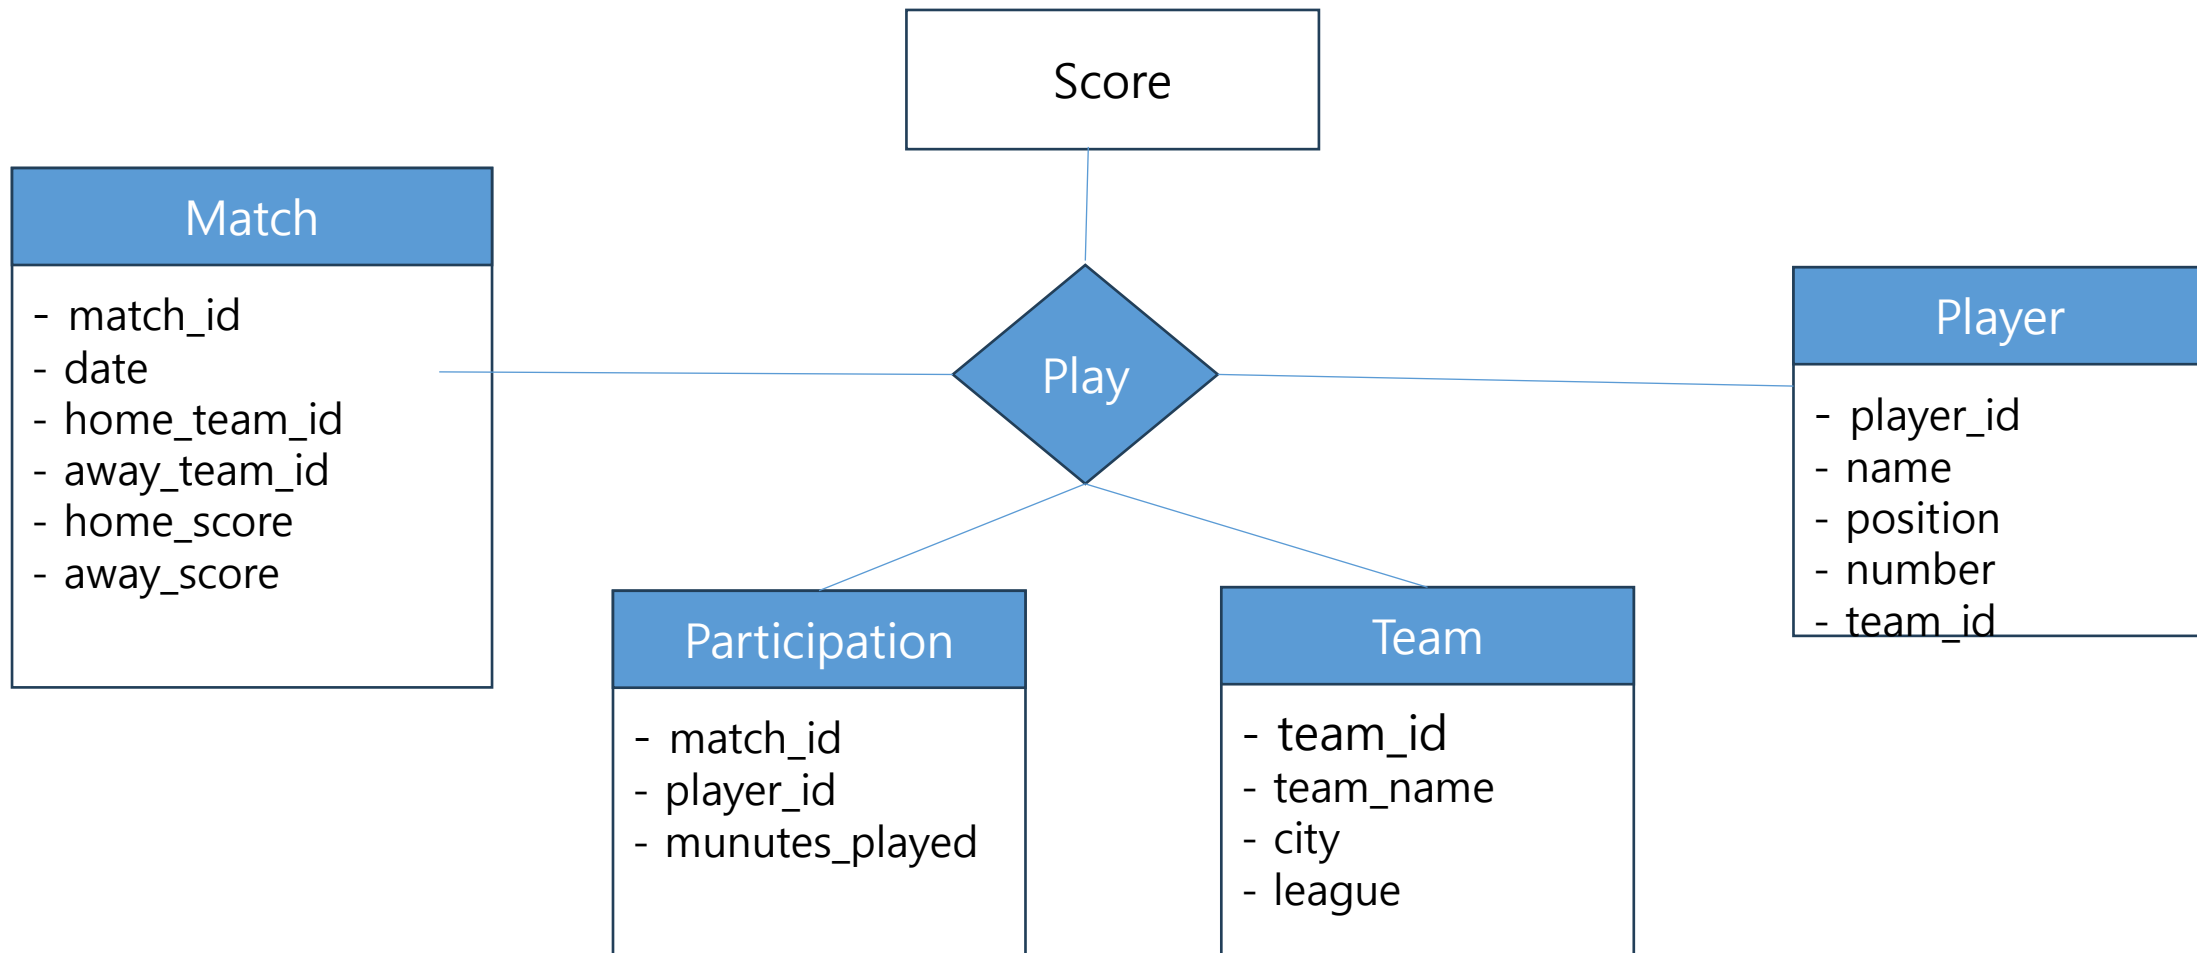 Score
Match
- match_id
- date
- home_team_id
- away_team_id
- home_score
- away_score
Play
Player
- player_id
- name
- position
- number
- team_id
Participation
- match_id
- player_id
- munutes_played
Team
- team_id
- team_name
- city
- league